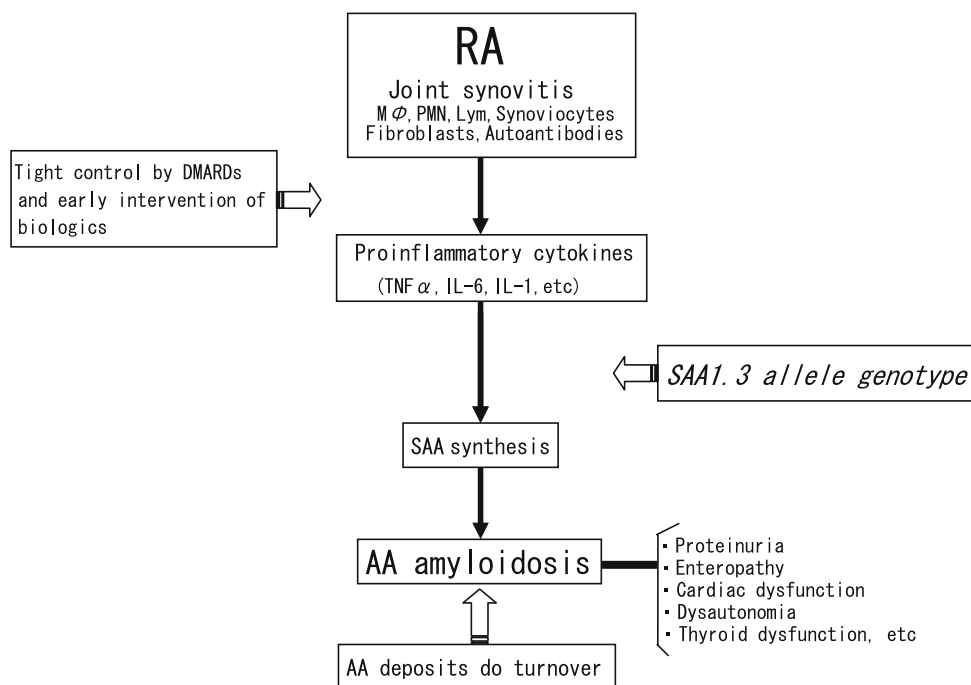 RA
Joint synovitis
MΦ, PMN, Lym, Synoviocytes
Fibroblasts, Autoantibodies
Tight control by DMARDs
and early intervention of
biologics
Proinflammatory cytokines
(TNFα, IL-6, IL-1, etc)
SAA1.3 allele genotype
SAA synthesis
AA amyloidosis
・Proteinuria
・Enteropathy
・Cardiac dysfunction
・Dysautonomia
・Thyroid dysfunction, etc
AA deposits do turnover